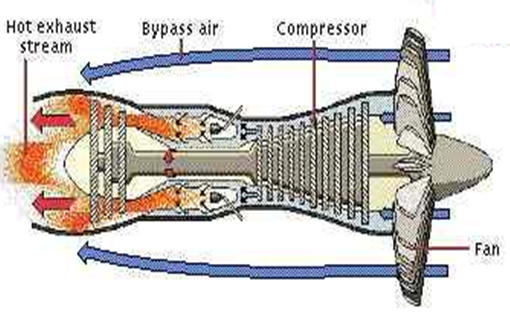 Hot exhaust
stream
Bypass air
Compressor
Fan